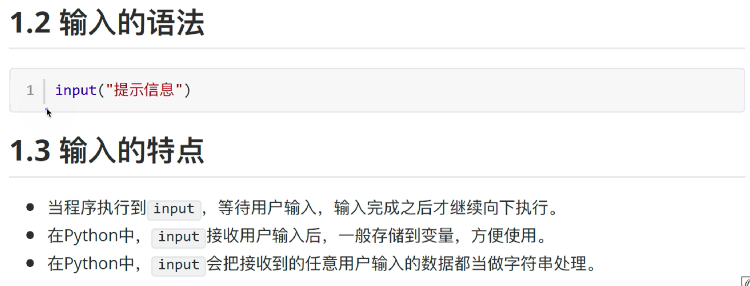 1.2 输入的语法
1 input("提示信息")
1.3 输入的特点
当程序执行到 input ，等待用户输入，输入完成之后才继续向下执行。
在Python中， input 接收用户输入后，一般存储到变量，方便使用。
在Python中， input 会把接收到的任意用户输入的数据都当做字符串处理。